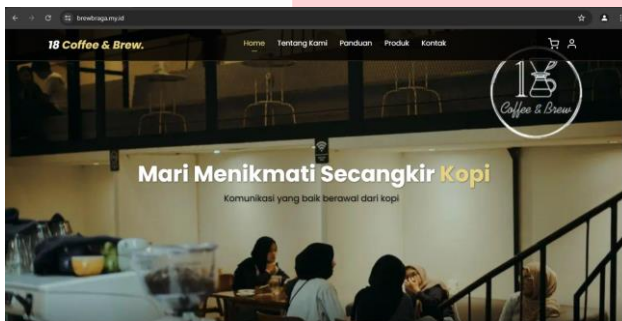 brewbraga.my.id
18 Coffee & Brew.
Home Tentang Kami Panduan Produk Kontak
18
Coffee & Brew
Mari Menikmati Secangkir Kopi
Komunikasi yang baik berawal dari kopi